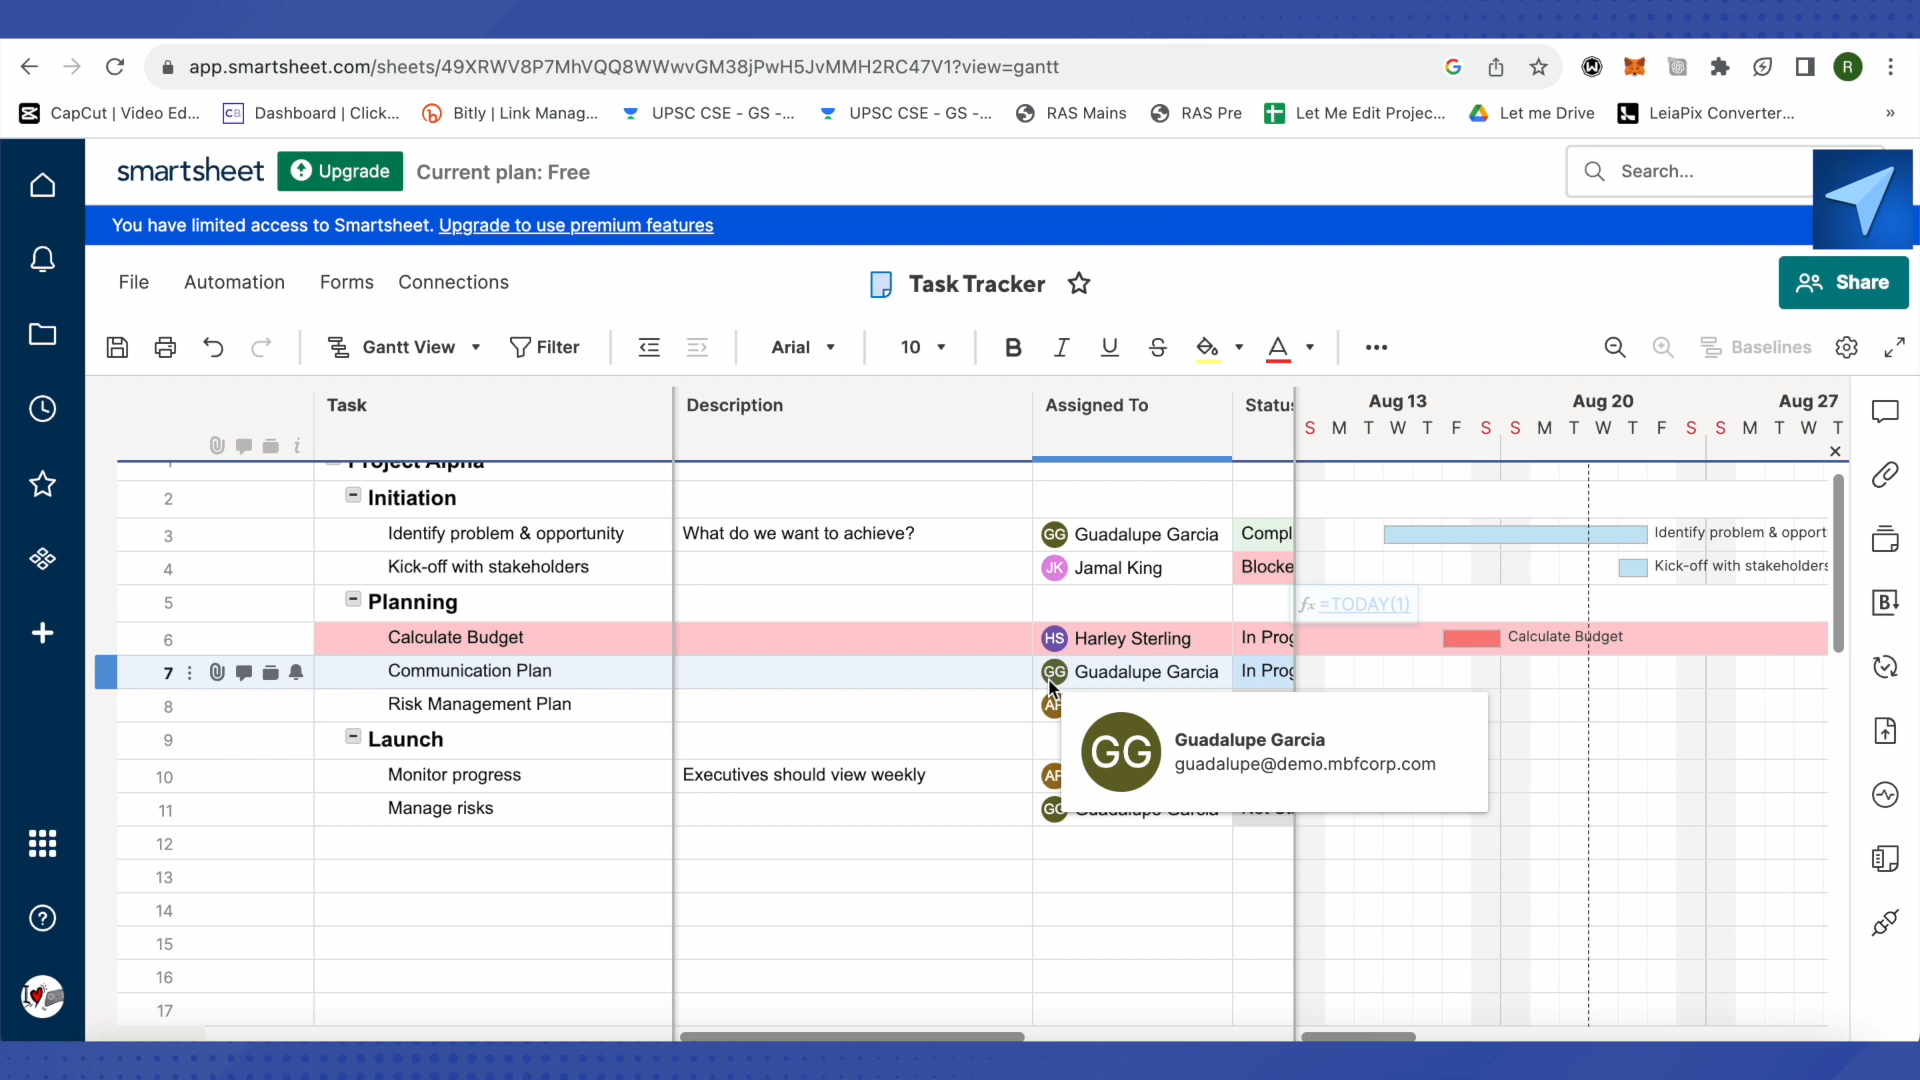 app.smartsheet.com/sheets/49XRWV8P7MhVQQ8WWwvGM38jPwH5JvMMH2RC47V1?view=gantt
R
CapCut | Video Ed...
Dashboard | Click...
Bitly | Link Manag...
UPSC CSE - GS -...
UPSC CSE - GS -...
RAS Mains
RAS Pre
Let Me Edit Projec...
Let me Drive
LeiaPix Converter...
»
smartsheet
Upgrade
Current plan: Free
Search...
You have limited access to Smartsheet. Upgrade to use premium features
File
Automation
Forms
Connections
Task Tracker
Share
Gantt View
Filter
Arial
10
B
I
U
S
A
Baselines
Task
Description
Assigned To
Statu
Aug 13
Aug 20
Aug 27
S M T W T F S S M T W T F S S M T W T
1 Project Alpha
2 Initiation
3 Identify problem & opportunity What do we want to achieve? GG Guadalupe Garcia Compl Identify problem & opport
4 Kick-off with stakeholders JK Jamal King Blocke Kick-off with stakeholders
5 Planning fx =TODAY(1)
6 Calculate Budget HS Harley Sterling In Prog Calculate Budget
7 Communication Plan GG Guadalupe Garcia In Prog
8 Risk Management Plan
9 Launch
GG Guadalupe Garcia
guadalupe@demo.mbfcorp.com
10 Monitor progress Executives should view weekly
11 Manage risks Guadalupe Garcia
12
13
14
15
16
17